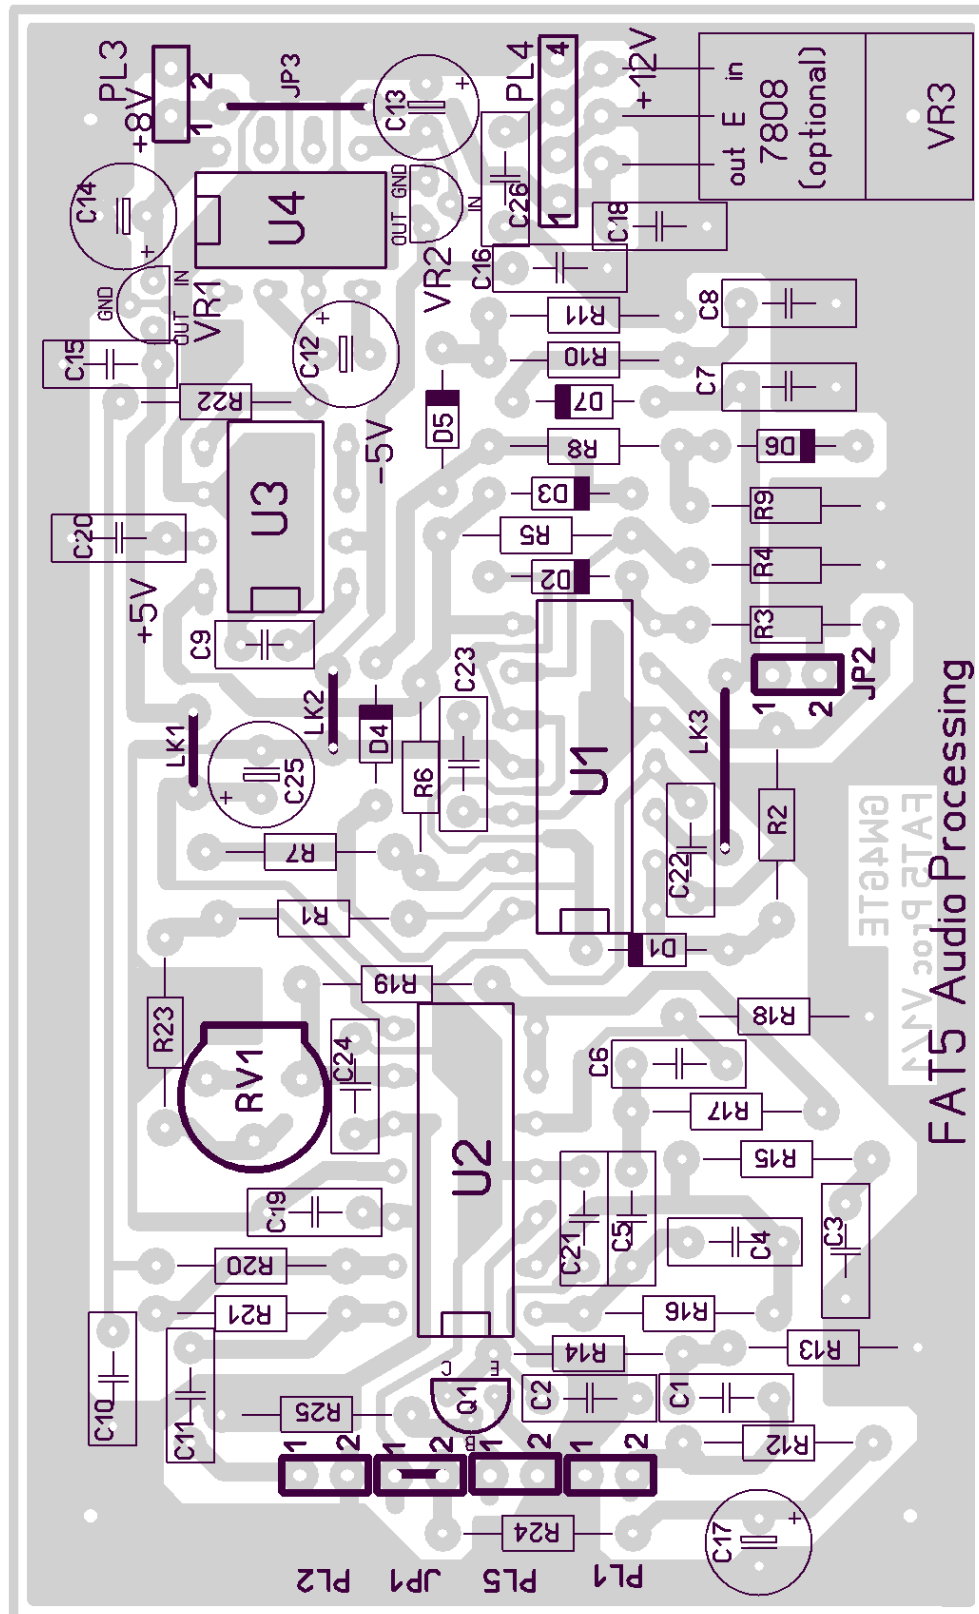 PL3
+8V
1
2
JP3
C13
+
PL4
4
1
+12V
in
E
out
7808
(optional)
VR3
C14
+
U4
GND
OUT
IN
VR2
C26
C18
C16
GND
IN
OUT
VR1
C15
C12
+
R11
C8
R10
C7
R22
D5
D7
-5V
R8
D6
U3
D3
R9
C20
R5
R4
+5V
D2
R3
C9
C23
1
2
JP2
LK1
LK2
D4
R6
U1
LK3
C25
+
R7
C22
R2
R1
D1
R23
R19
R18
RV1
C24
C6
R17
U2
R15
C19
C21
C5
C4
C3
R20
R21
R16
C10
C11
R14
R13
C
E
B
Q1
C2
C1
R25
R12
1
2
1
2
1
2
2
R24
C17
+
PL2
JP1
PL5
PL1
FAT5 Proc V1/1
GM4GTE
FAT5 Audio Processing